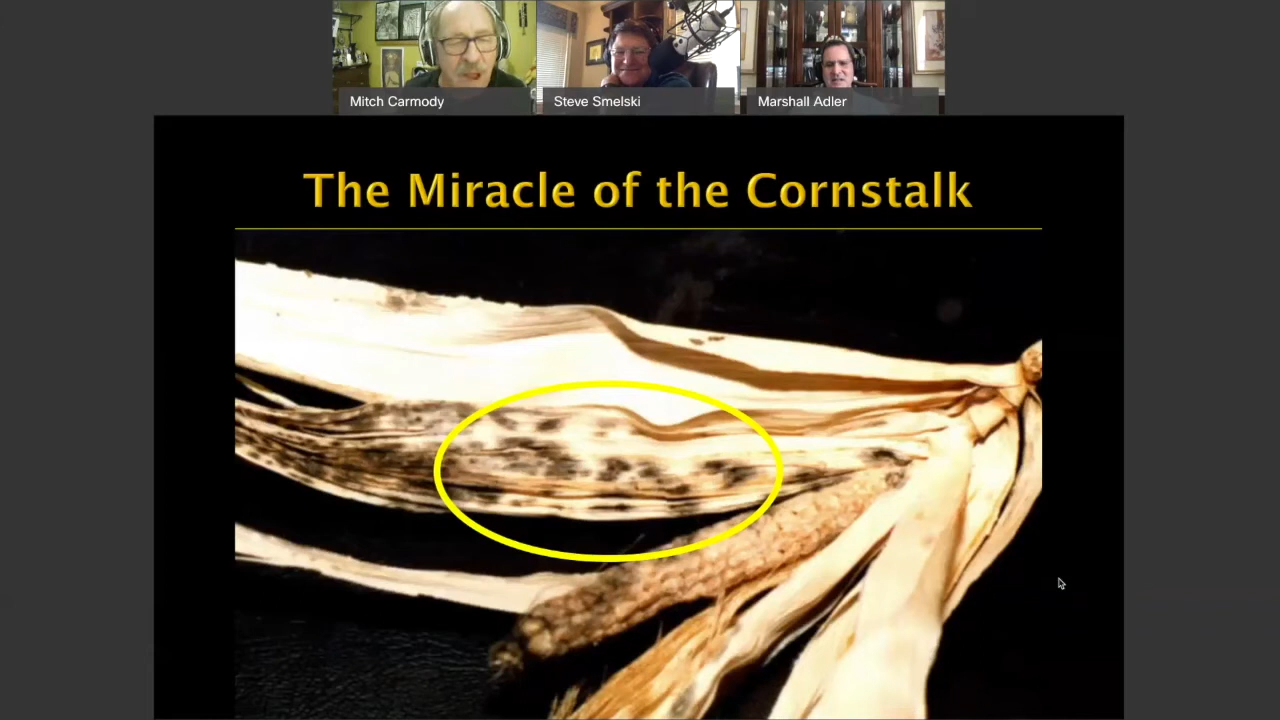 Mitch Carmody
Steve Smelski
Marshall Adler
The Miracle of the Cornstalk